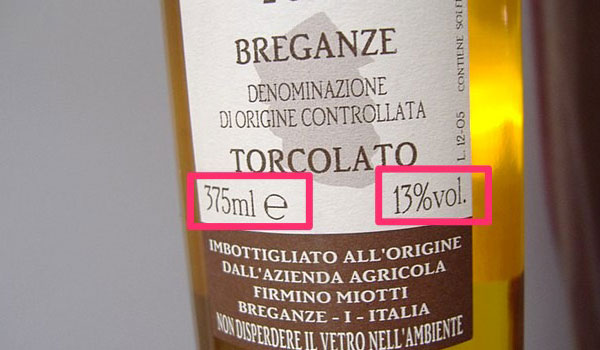 BREGANZE
DENOMINAZIONE
DI ORIGINE CONTROLLATA
TORCOLATO
375ml e
13%vol.
IMBOTTIGLIATO ALL'ORIGINE
DALL'AZIENDA AGRICOLA
FIRMINO MIOTTI
BREGANZE - I - ITALIA
NON DISPERDERE IL VETRO NELL'AMBIENTE
L. 12-05
CONTIENE